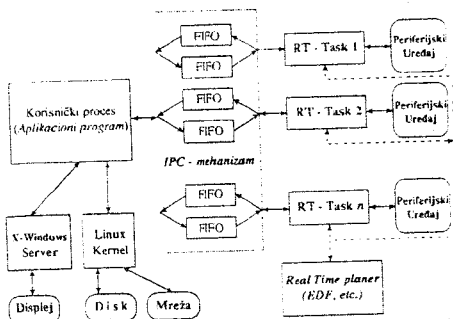 FIFO
FIFO
RT - Task 1
Periferijski
Uređaj
Korisnički proces
(Aplikacioni program)
FIFO
FIFO
RT - Task 2
Periferijski
Uređaj
IPC - mehanizam
FIFO
FIFO
RT - Task n
Periferijski
Uređaj
X-Windows
Server
Linux
Kernel
Real Time planer
(EDF, etc.)
Displej
Disk
Mreža